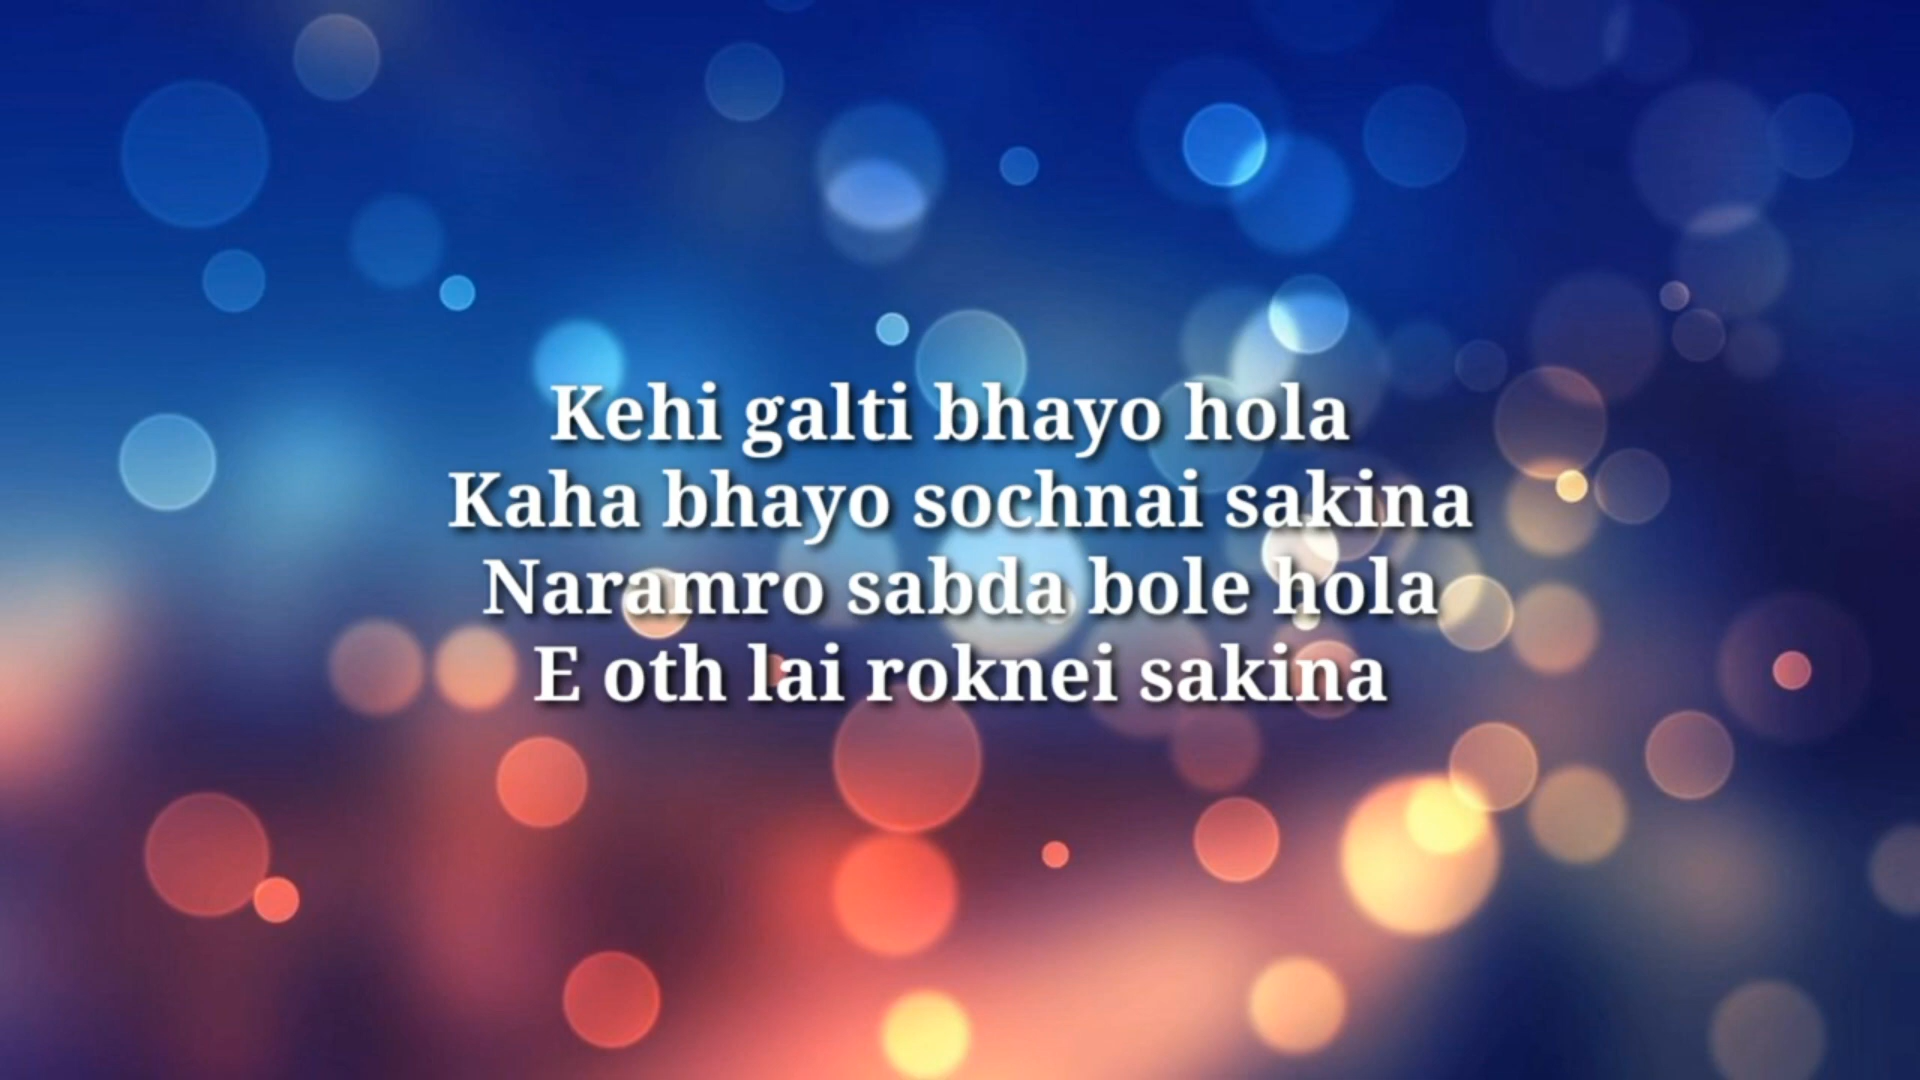 Kehi galti bhayo hola
Kaha bhayo sochnai sakina
Naramro sabda bole hola
E oth lai roknei sakina